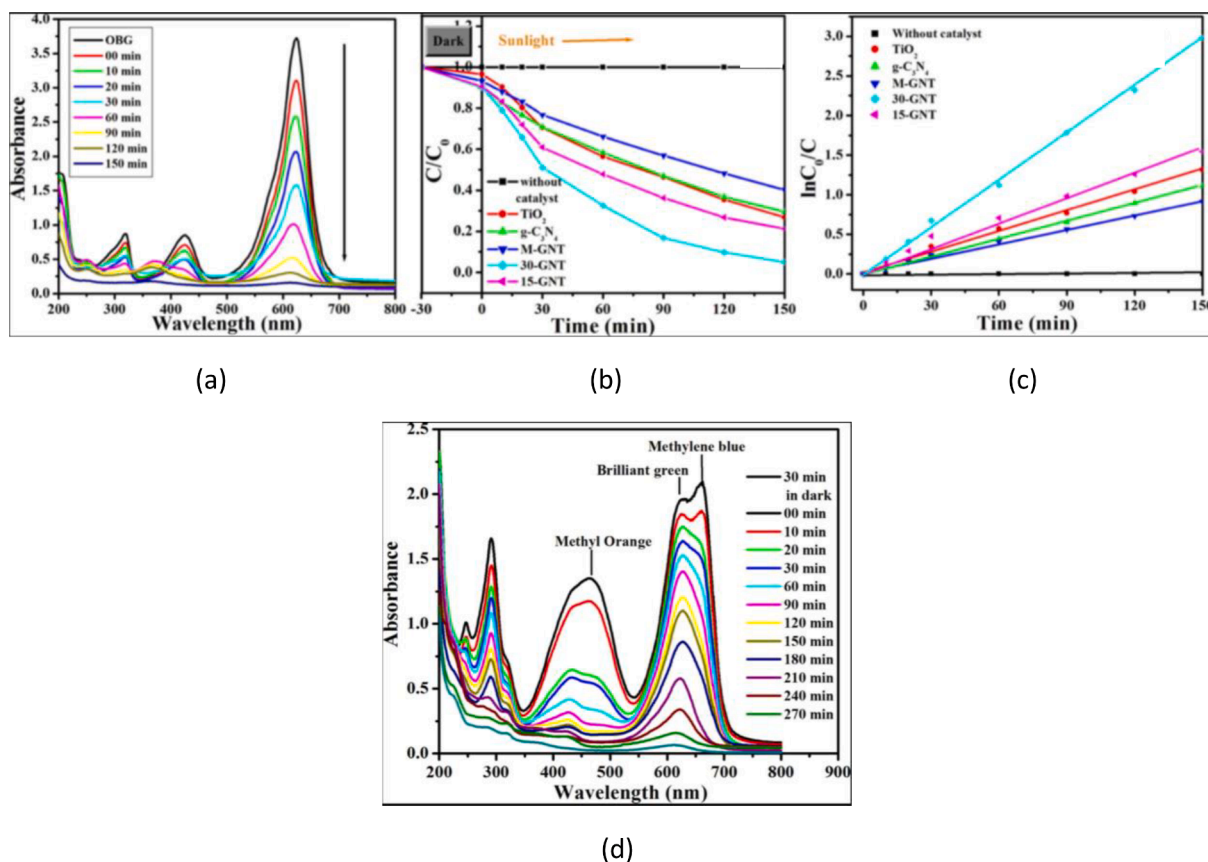 4.0
3.5
3.0
2.5
2.0
1.5
1.0
0.5
0.0
Absorbance
OBG
00 min
10 min
20 min
30 min
60 min
90 min
120 min
150 min
200 300 400 500 600 700 800
Wavelength (nm)
(a)
Dark
Sunlight
1.0
0.8
0.6
0.4
0.2
0.0
C/C₀
without
catalyst
TiO₂
g-C₃N₄
M-GNT
30-GNT
15-GNT
-30 0 30 60 90 120 150
Time (min)
(b)
3.0
2.5
2.0
1.5
1.0
0.5
0.0
lnC₀/C
Without catalyst
TiO₂
g-C₃N₄
M-GNT
30-GNT
15-GNT
0 30 60 90 120 150
Time (min)
(c)
2.5
2.0
1.5
1.0
0.5
0.0
Absorbance
Methylene blue
Brilliant green
Methyl Orange
30 min
in dark
00 min
10 min
20 min
30 min
60 min
90 min
120 min
150 min
180 min
210 min
240 min
270 min
200 300 400 500 600 700 800 900
Wavelength (nm)
(d)